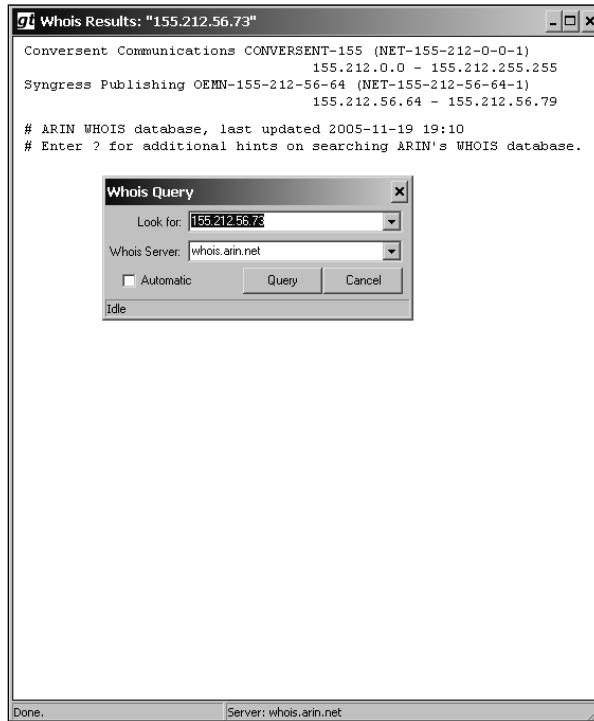 gt Whois Results: "155.212.56.73"
Conversent Communications CONVERSENT-155 (NET-155-212-0-0-1)
155.212.0.0 - 155.212.255.255
Syngress Publishing OEMN-155-212-56-64 (NET-155-212-56-64-1)
155.212.56.64 - 155.212.56.79
# ARIN WHOIS database, last updated 2005-11-19 19:10
# Enter ? for additional hints on searching ARIN's WHOIS database.
Whois Query
Look for: 155.212.56.73
Whois Server: whois.arin.net
Automatic Query Cancel
Idle
Done. Server: whois.arin.net